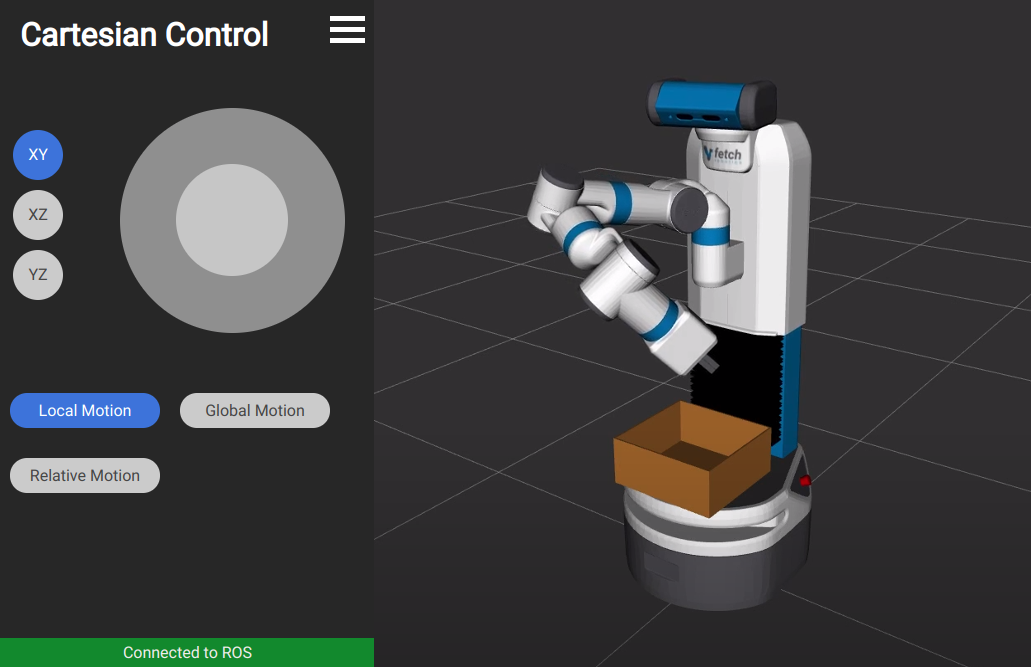 Cartesian Control
XY
XZ
YZ
Local Motion
Global Motion
Relative Motion
Connected to ROS
fetch